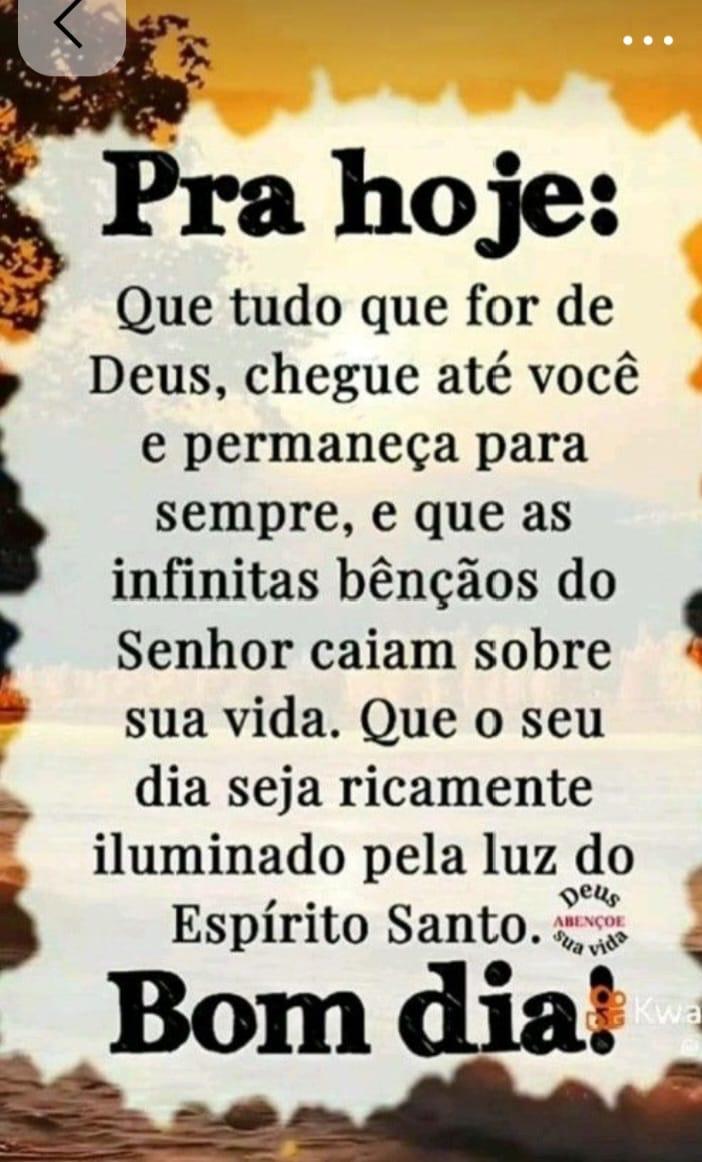 Pra hoje:
Que tudo que for de
Deus, chegue até você
e permaneça para
sempre, e que as
infinitas bênçãos do
Senhor caiam sobre
sua vida. Que o seu
dia seja ricamente
iluminado pela luz do
Espírito Santo.
Deus
ABENÇOE
sua vida
Bom dia!
Kwa